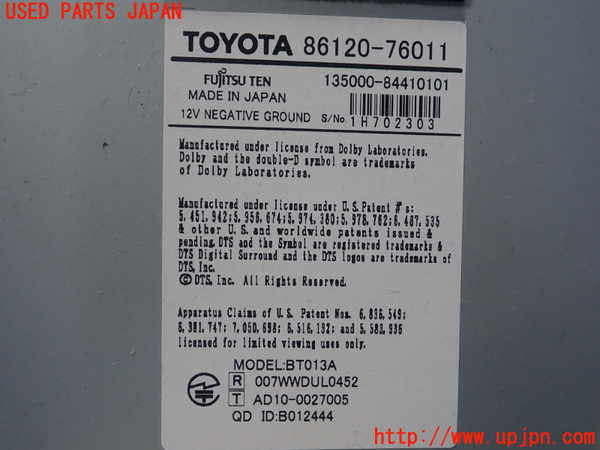 USED PARTS JAPAN
TOYOTA 86120-76011
FUJITSU TEN 135000-84410101
MADE IN JAPAN
12V NEGATIVE GROUND S/No. 1H702303
Manufactured under license from Dolby Laboratories.
Dolby and the double-D symbol are trademarks
of Dolby Laboratories.
Manufactured under license under U.S. Patent #'s:
5,451,942;5,956,674;5,974,380;5,978,762;6,487,535
& other U.S. and worldwide patents issued &
pending. DTS and the Symbol are registered trademarks &
DTS Digital Surround and the DTS logos are trademarks of
DTS, Inc.
© DTS, Inc. All Rights Reserved.
Apparatus Claims of U.S. Patent Nos. 6,836,549;
6,381,747; 7,050,698; 6,516,132; and 5,583,936
licensed for limited viewing uses only.
MODEL:BT013A
R 007WWDUL0452
T AD10-0027005
QD ID:B012444
http://www.upjpn.com/